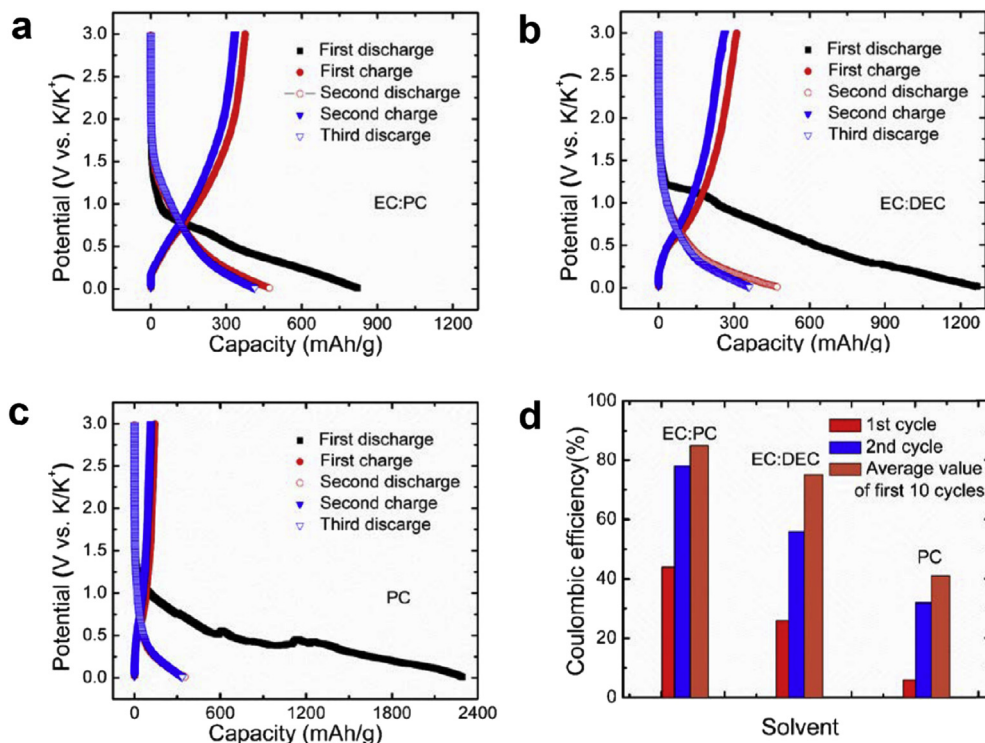 a
3.0
2.5
2.0
1.5
1.0
0.5
0.0
Potential (V vs. K/K+)
First discharge
First charge
Second discharge
Second charge
Third discarge
EC:PC
0 300 600 900 1200
Capacity (mAh/g)
b
3.0
2.5
2.0
1.5
1.0
0.5
0.0
Potential (V vs. K/K+)
First discharge
First charge
Second discharge
Second charge
Third discarge
EC:DEC
0 300 600 900 1200
Capacity (mAh/g)
c
3.0
2.5
2.0
1.5
1.0
0.5
0.0
Potential (V vs. K/K+)
First discharge
First charge
Second discharge
Second charge
Third discarge
PC
0 600 1200 1800 2400
Capacity (mAh/g)
d
100
80
60
40
20
0
Coulombic efficiency(%)
EC:PC
EC:DEC
PC
1st cycle
2nd cycle
Average value
of first 10 cycles
Solvent